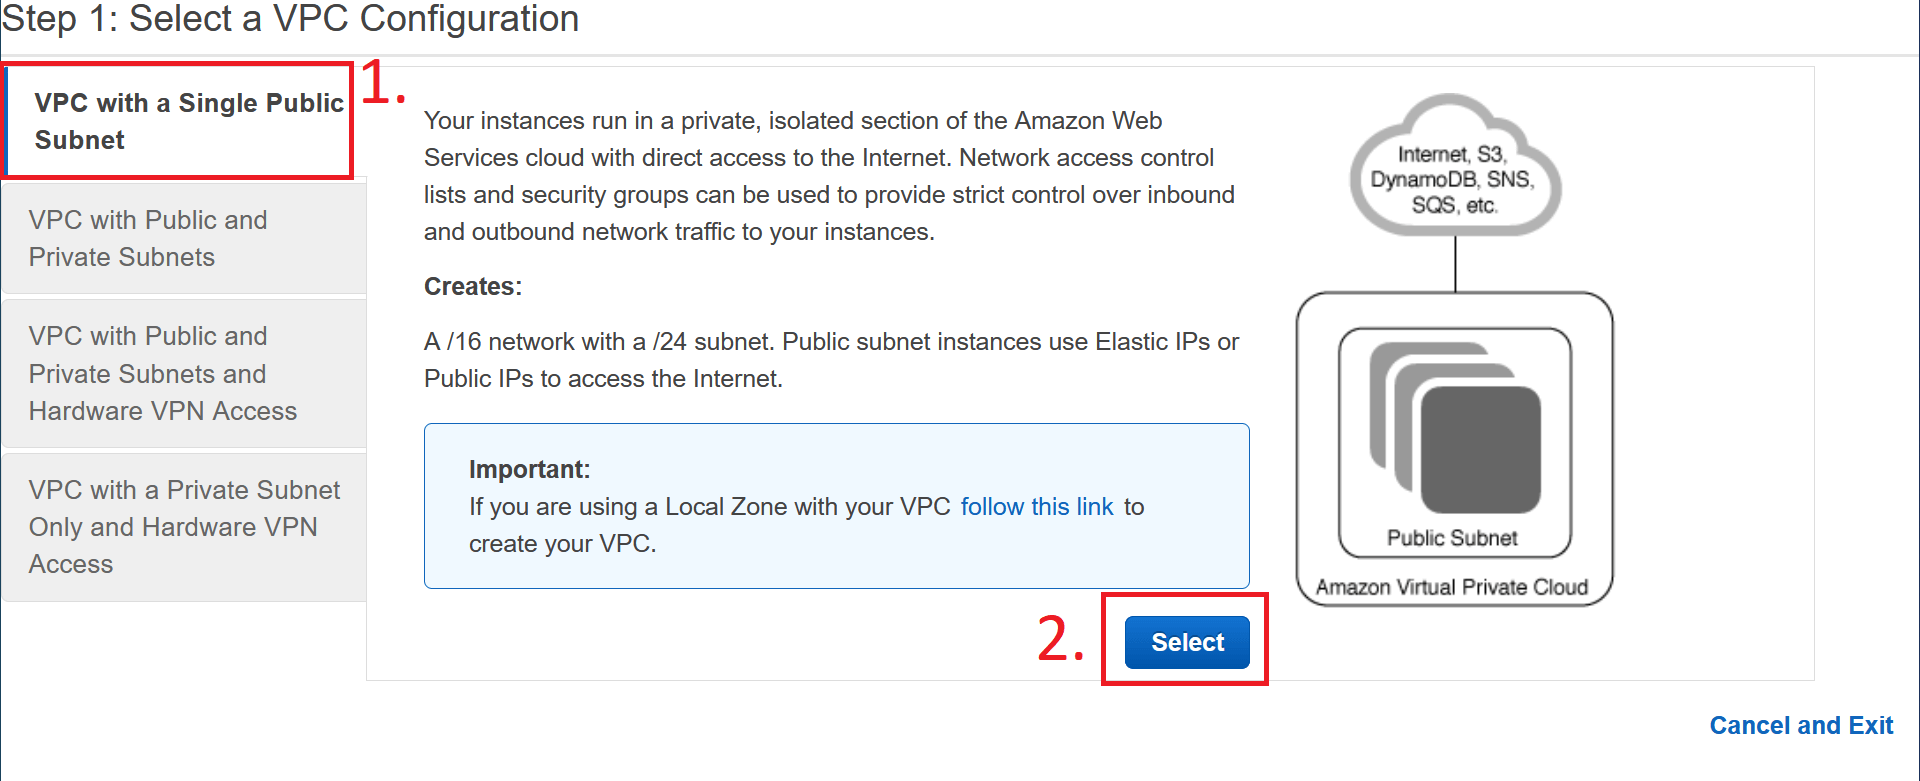 Step 1: Select a VPC Configuration
VPC with a Single Public
Subnet
1.
VPC with Public and
Private Subnets
VPC with Public and
Private Subnets and
Hardware VPN Access
VPC with a Private Subnet
Only and Hardware VPN
Access
Your instances run in a private, isolated section of the Amazon Web
Services cloud with direct access to the Internet. Network access control
lists and security groups can be used to provide strict control over inbound
and outbound network traffic to your instances.
Creates:
A /16 network with a /24 subnet. Public subnet instances use Elastic IPs or
Public IPs to access the Internet.
Important:
If you are using a Local Zone with your VPC follow this link to
create your VPC.
2.
Select
Internet, S3,
DynamoDB, SNS,
SQS, etc.
Public Subnet
Amazon Virtual Private Cloud
Cancel and Exit